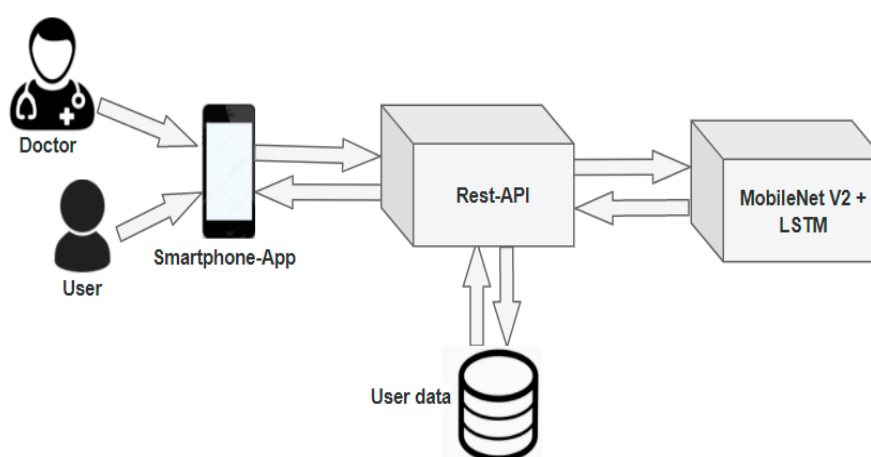 Doctor
User
Smartphone-App
Rest-API
MobileNet V2 +
LSTM
User data